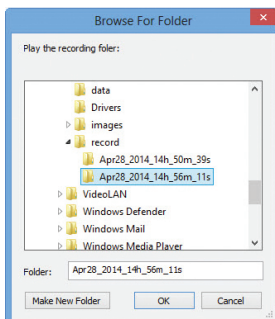 Browse For Folder
Play the recording foler:
data
Drivers
images
record
Apr28_2014_14h_50m_39s
Apr28_2014_14h_56m_11s
VideoLAN
Windows Defender
Windows Mail
Windows Media Player
Folder: Apr28_2014_14h_56m_11s
Make New Folder OK Cancel